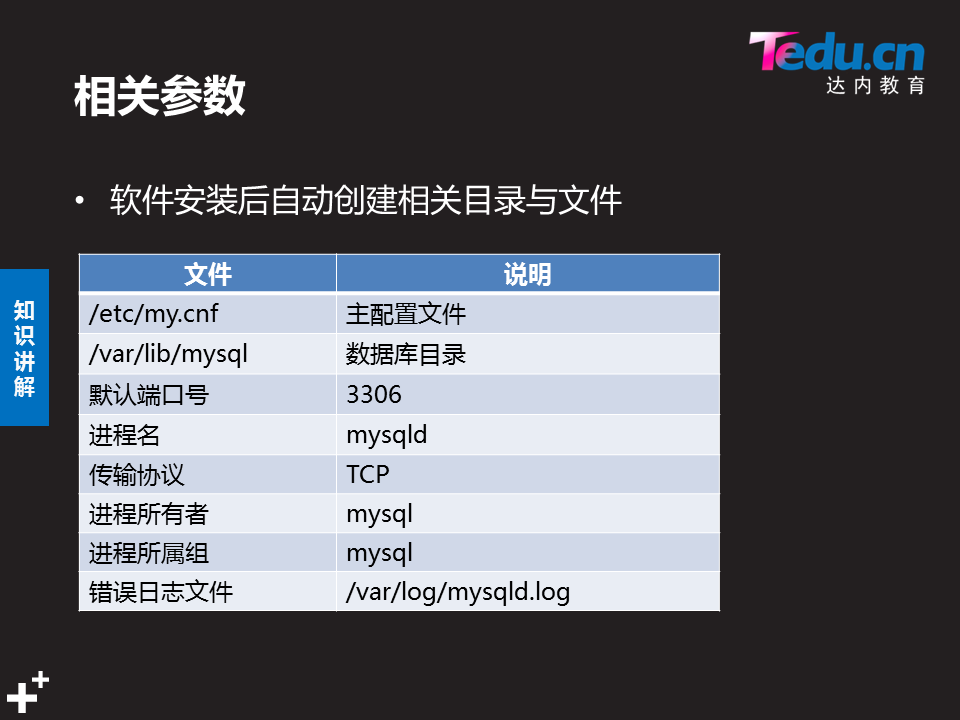 Tedu.cn
达内教育
相关参数
• 软件安装后自动创建相关目录与文件
知识讲解
文件 说明
/etc/my.cnf 主配置文件
/var/lib/mysql 数据库目录
默认端口号 3306
进程名 mysqld
传输协议 TCP
进程所有者 mysql
进程所属组 mysql
错误日志文件 /var/log/mysqld.log